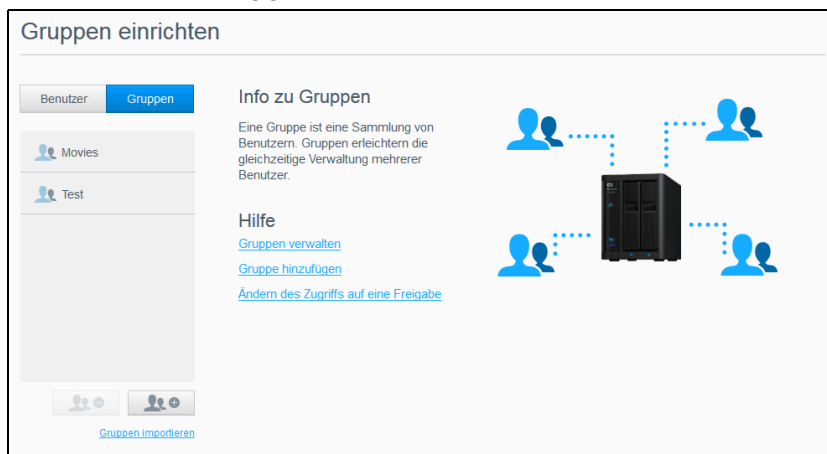 Gruppen einrichten
Benutzer
Gruppen
Movies
Test
Gruppen importieren
Info zu Gruppen
Eine Gruppe ist eine Sammlung von
Benutzern. Gruppen erleichtern die
gleichzeitige Verwaltung mehrerer
Benutzer.
Hilfe
Gruppen verwalten
Gruppe hinzufügen
Ändern des Zugriffs auf eine Freigabe